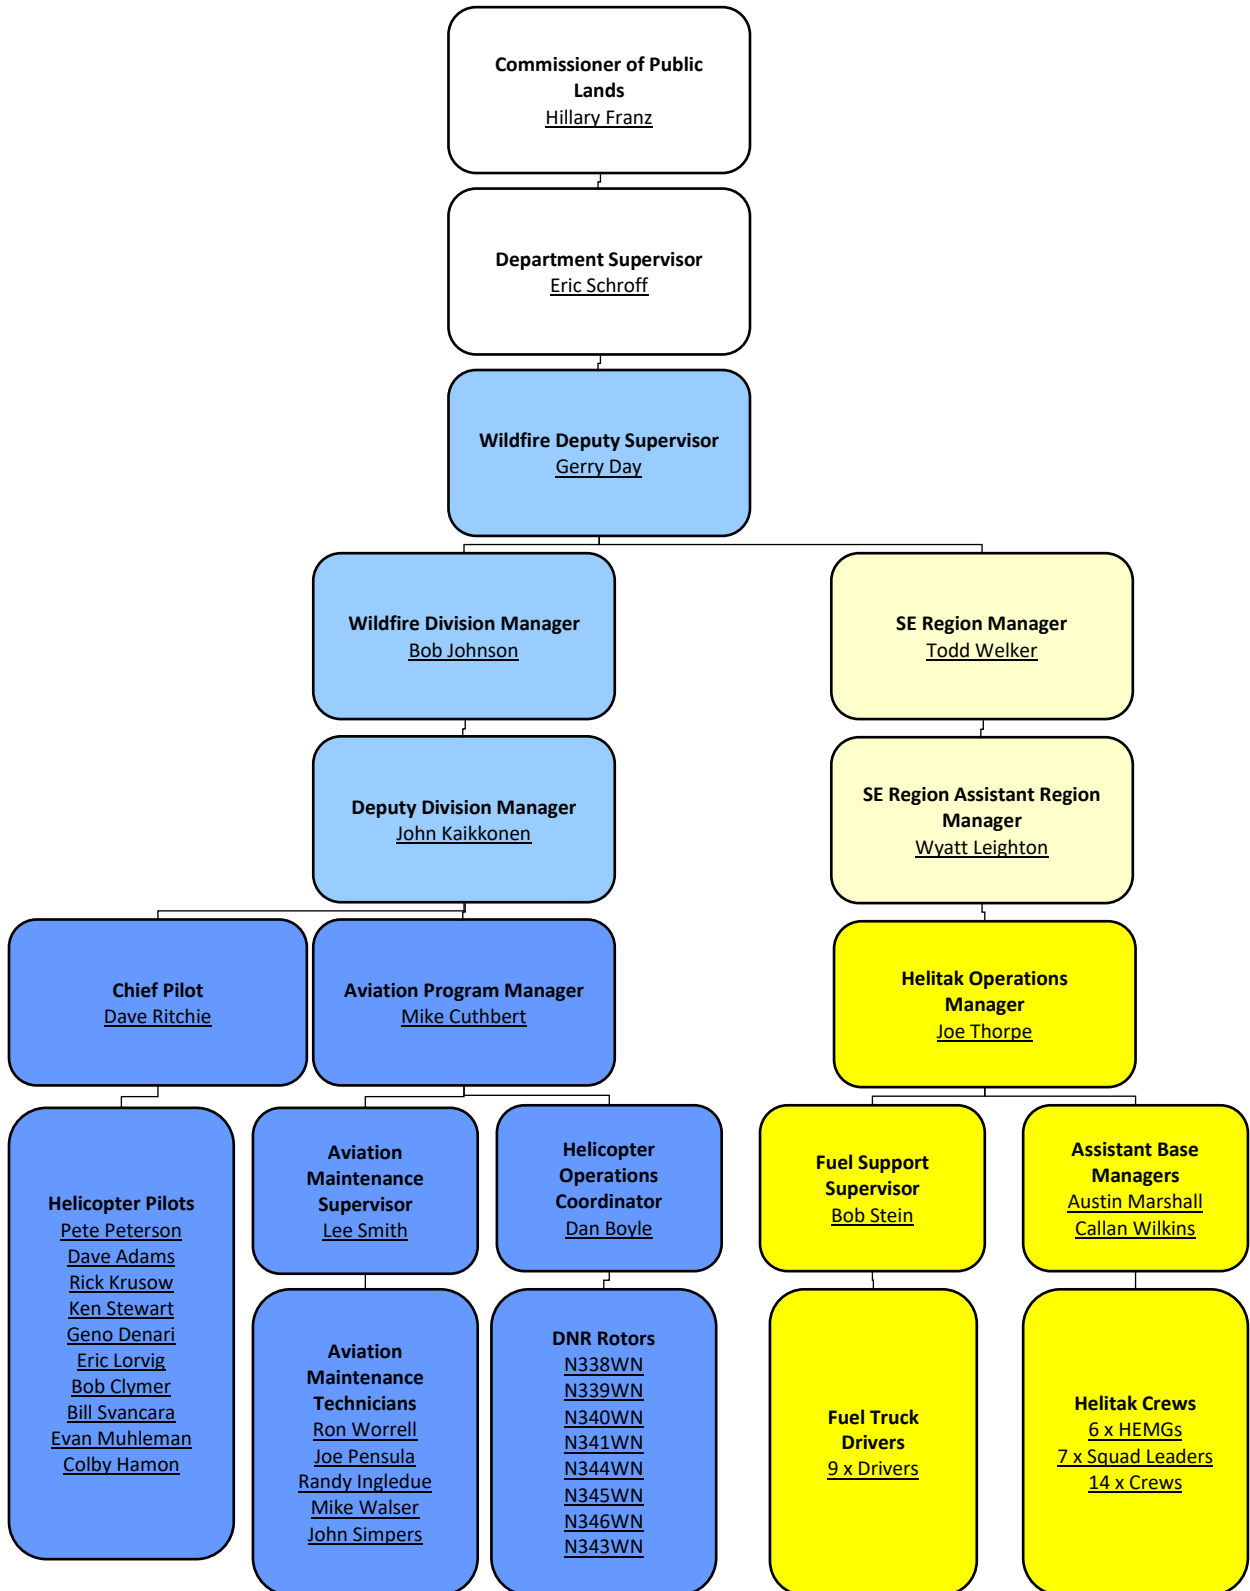 Commissioner of Public
Lands
Hillary Franz
Department Supervisor
Eric Schroff
Wildfire Deputy Supervisor
Gerry Day
Wildfire Division Manager
Bob Johnson
SE Region Manager
Todd Welker
Deputy Division Manager
John Kaikkonen
SE Region Assistant Region
Manager
Wyatt Leighton
Chief Pilot
Dave Ritchie
Aviation Program Manager
Mike Cuthbert
Helitak Operations
Manager
Joe Thorpe
Helicopter Pilots
Pete Peterson
Dave Adams
Rick Krusow
Ken Stewart
Geno Denari
Eric Lorvig
Bob Clymer
Bill Svancara
Evan Muhleman
Colby Hamon
Aviation
Maintenance
Supervisor
Lee Smith
Helicopter
Operations
Coordinator
Dan Boyle
Fuel Support
Supervisor
Bob Stein
Assistant Base
Managers
Austin Marshall
Callan Wilkins
Aviation
Maintenance
Technicians
Ron Worrell
Joe Pensula
Randy Ingledue
Mike Walser
John Simpers
DNR Rotors
N338WN
N339WN
N340WN
N341WN
N344WN
N345WN
N346WN
N343WN
Fuel Truck
Drivers
9 x Drivers
Helitak Crews
6 x HEMGs
7 x Squad Leaders
14 x Crews